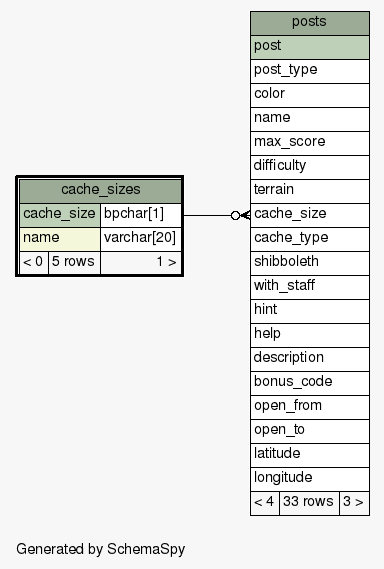 posts
post
post_type
color
name
max_score
difficulty
terrain
cache_size
cache_type
shibboleth
with_staff
hint
help
description
bonus_code
open_from
open_to
latitude
longitude
< 4 33 rows 3 >
cache_sizes
cache_size bpchar[1]
name varchar[20]
< 0 5 rows 1 >
Generated by SchemaSpy